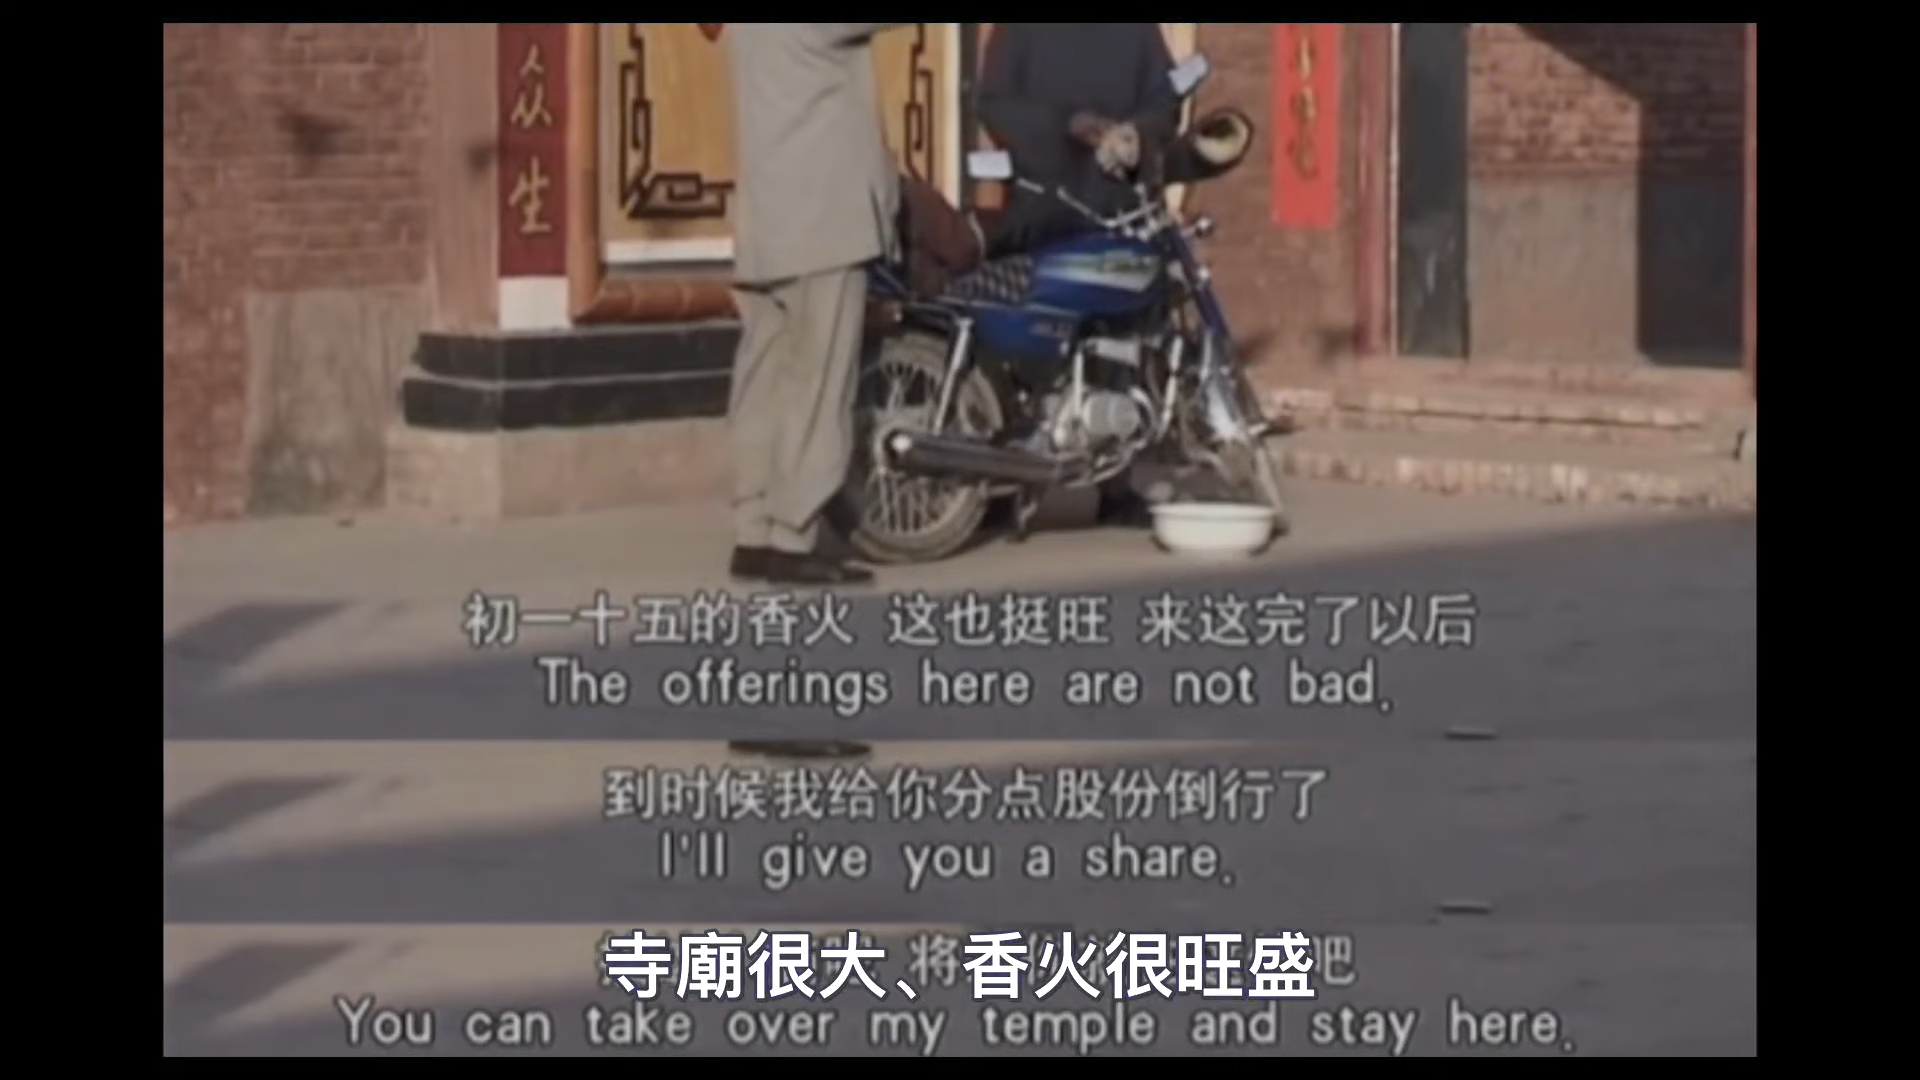 众
生
初一十五的香火 这也挺旺 来这完了以后
The offerings here are not bad.
到时候我给你分点股份倒行了
I'll give you a share.
寺廟很大、香火很旺盛
将
吧
You can take over my temple and stay here.